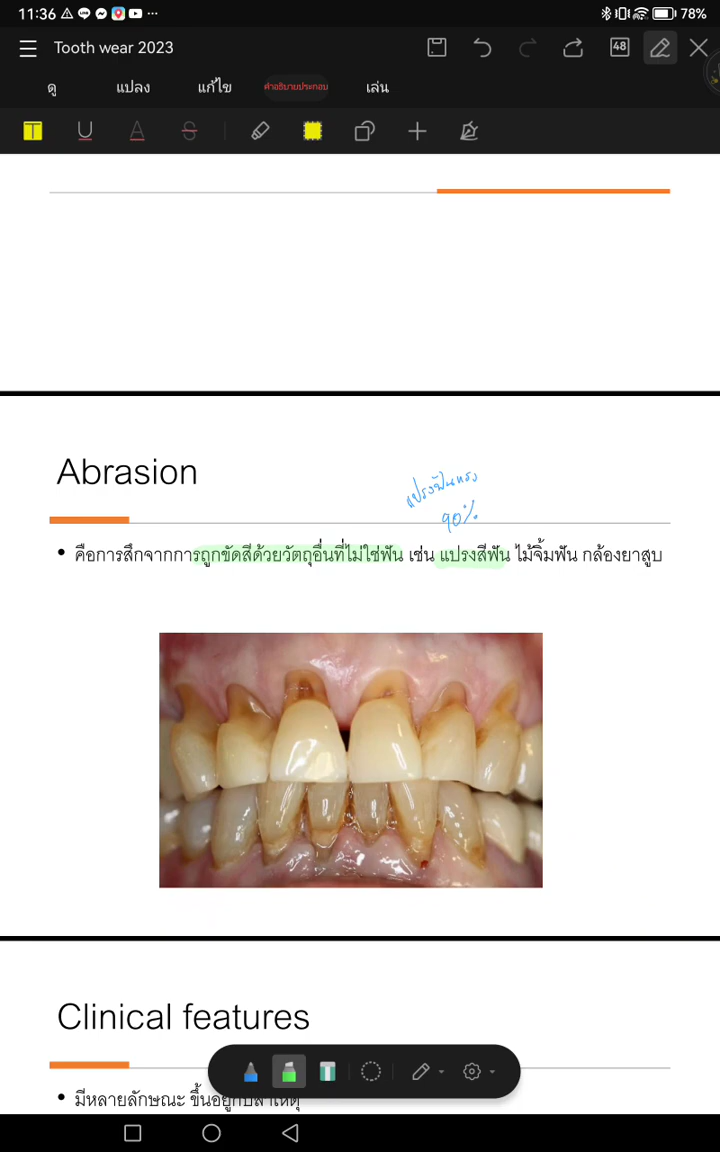 11:36
78%
Tooth wear 2023
48
ดู แปลง แก้ไข คำอธิบายประกอบ เล่น
T U A S
Abrasion
แปรงฟันแรง
90%
• คือการสึกจากการถูกขัดสีด้วยวัตถุอื่นที่ไม่ใช่ฟัน เช่น แปรงสีฟัน ไม้จิ้มฟัน กล้องยาสูบ
Clinical features
• มีหลายลักษณะ ขึ้นอยู่กับสาเหตุ